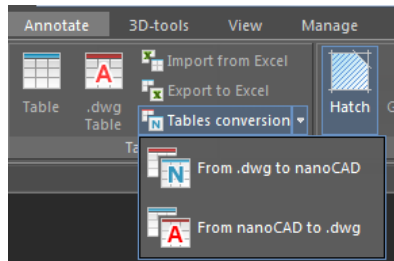 Annotate 3D-tools View Manage
Table
.dwg
Table
Import from Excel
Export to Excel
Tables conversion
Hatch
From .dwg to nanoCAD
From nanoCAD to .dwg